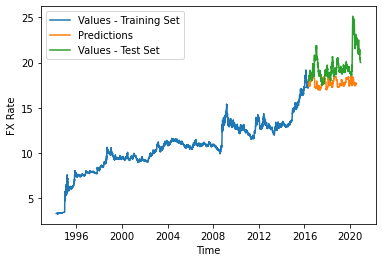 Values - Training Set
Predictions
Values - Test Set
25
20
15
10
5
FX Rate
1996 2000 2004 2008 2012 2016 2020
Time